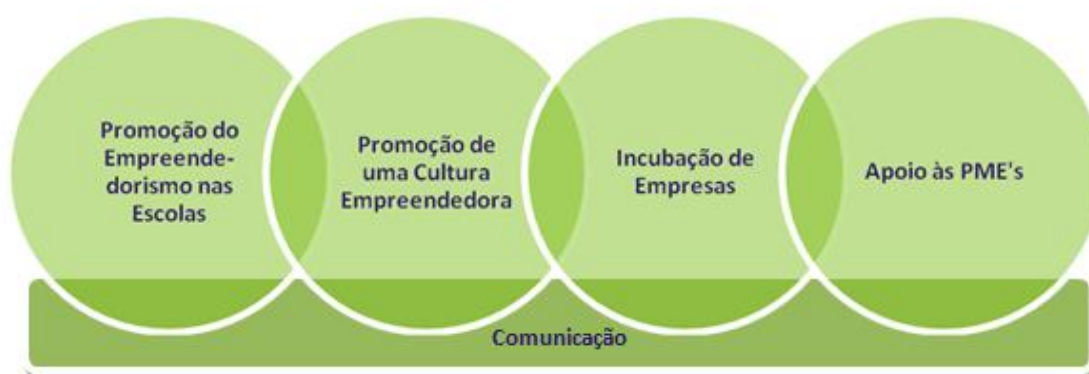 Promoção do
Empreende-
dorismo nas
Escolas
Promoção de
uma Cultura
Empreendedora
Incubação de
Empresas
Apoio às PME's
Comunicação